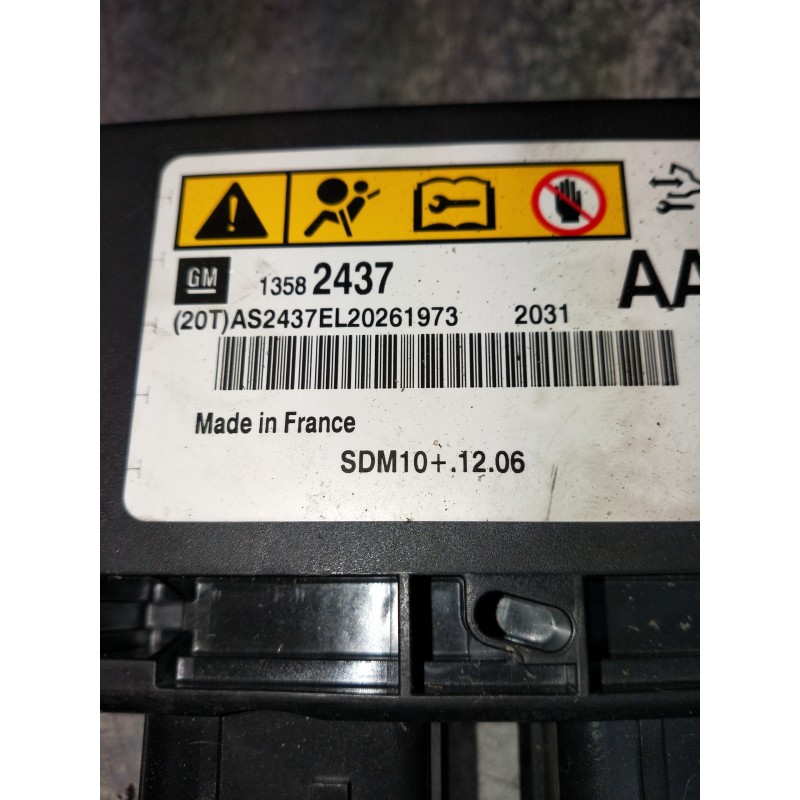 GM 1358 2437 AA
(20T)AS2437EL20261973 2031
Made in France
SDM10+.12.06